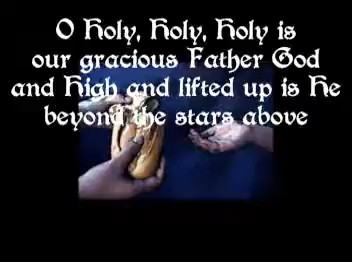 O Holy, Holy, Holy is
our gracious Father God
and High and lifted up is He
beyond the stars above